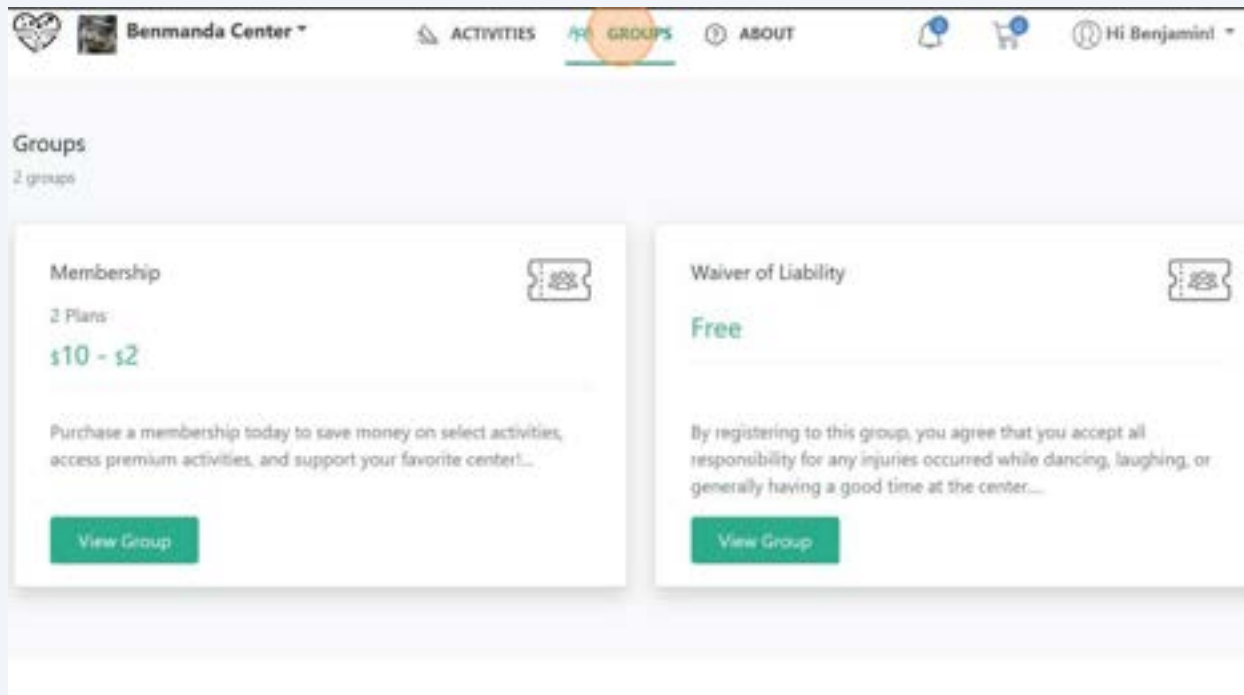 Benmanda Center
ACTIVITIES
GROUPS
ABOUT
0
0
Hi Benjamin!
Groups
2 groups
Membership
2 Plans
$10 - $2
Purchase a membership today to save money on select activities,
access premium activities, and support your favorite center!...
View Group
Waiver of Liability
Free
By registering to this group, you agree that you accept all
responsibility for any injuries occurred while dancing, laughing, or
generally having a good time at the center....
View Group